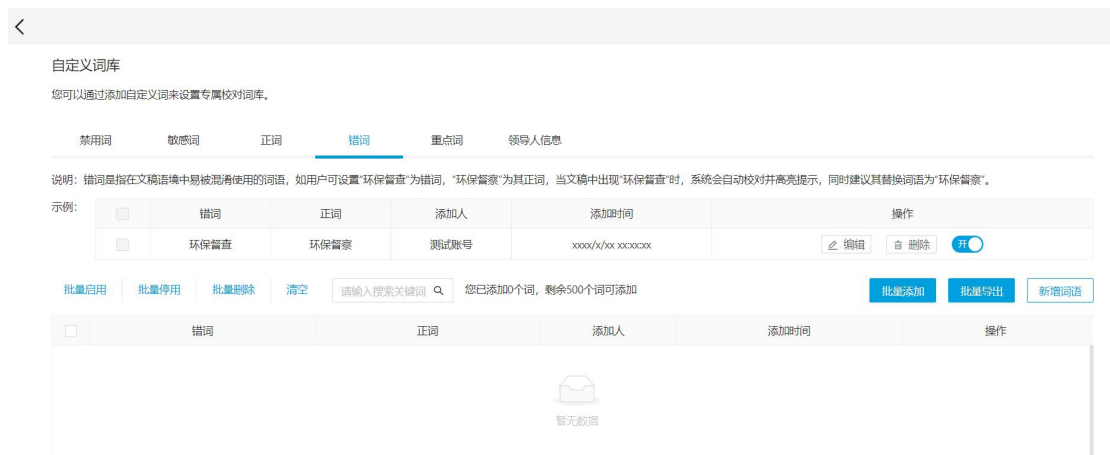 自定义词库
您可以通过添加自定义词来设置专属校对词库。
禁用词 敏感词 正词 错词 重点词 领导人信息
说明：错词是指在文稿语境中易被混淆使用的词语，如用户可设置“环保督查”为错词，“环保督察”为其正词，当文稿中出现“环保督查”时，系统会自动校对并高亮提示，同时建议其替换词语为“环保督察”。
示例：
错词 正词 添加人 添加时间 操作
环保督查 环保督察 测试账号 xxxx/x/xx xx:xx:xx 编辑 删除 开
批量启用 批量停用 批量删除 清空 请输入搜索关键词 您已添加0个词，剩余500个词可添加 批量添加 批量导出 新增词语
错词 正词 添加人 添加时间 操作
暂无数据